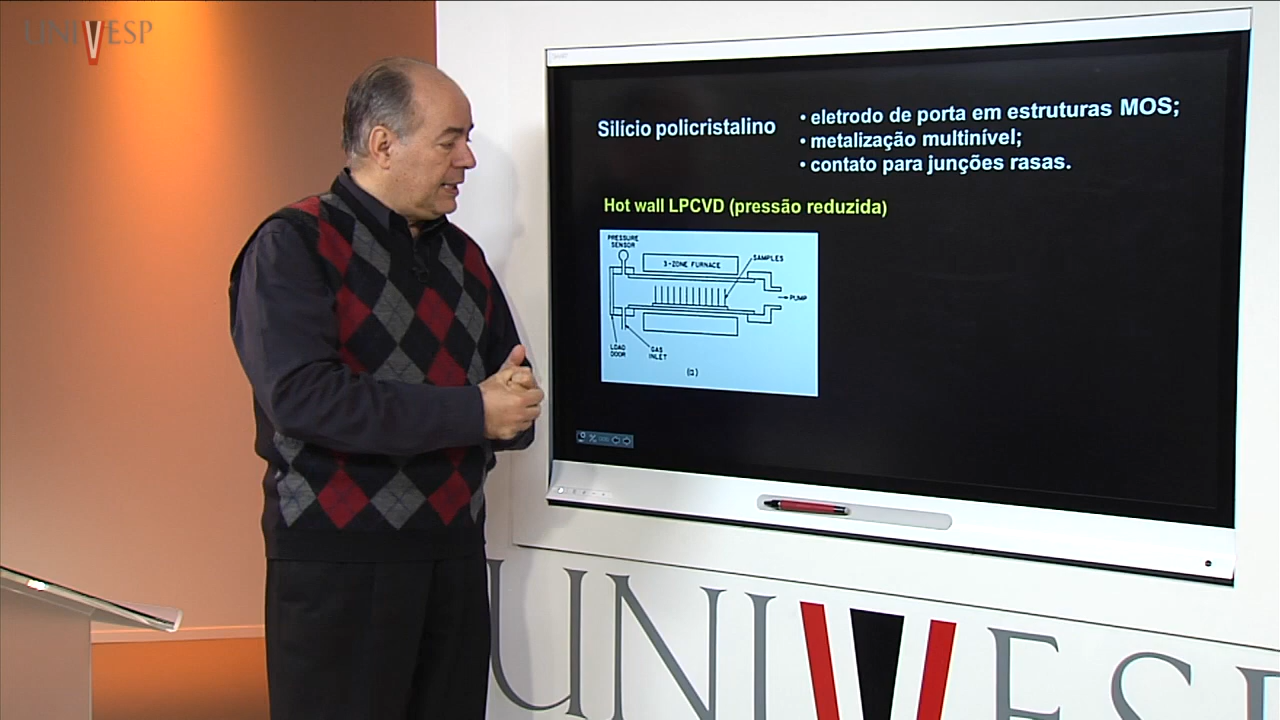 UNIVESP
Silício policristalino
• eletrodo de porta em estruturas MOS;
• metalização multinível;
• contato para junções rasas.
Hot wall LPCVD (pressão reduzida)
PRESSURE
SENSOR
3-ZONE FURNACE
SAMPLES
PUMP
LOAD
DOOR
GAS
INLET
(a)
UNIVESP